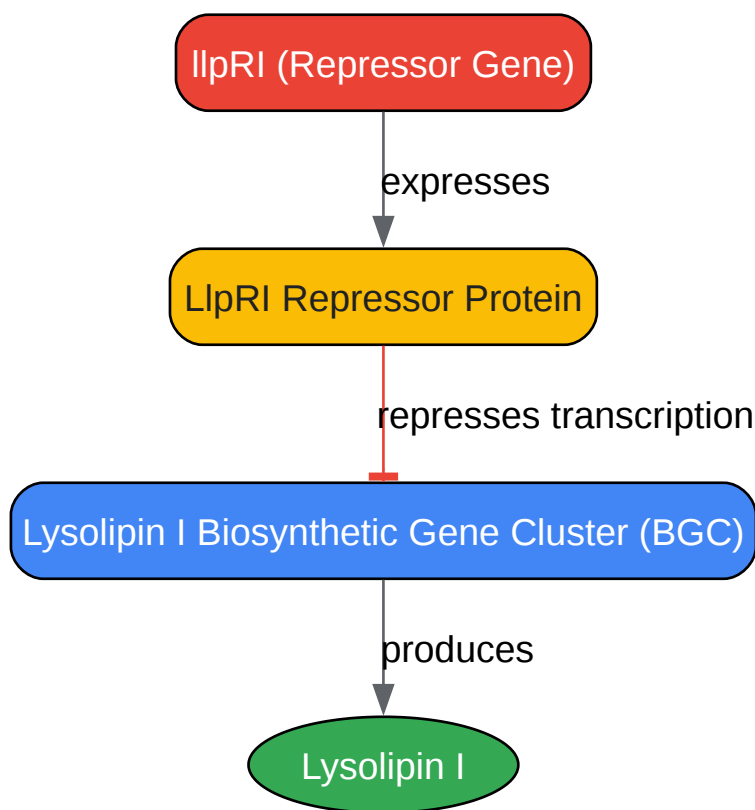 llpRI (Repressor Gene)
expresses
LlpRI Repressor Protein
represses transcription
Lysolipin I Biosynthetic Gene Cluster (BGC)
produces
Lysolipin I